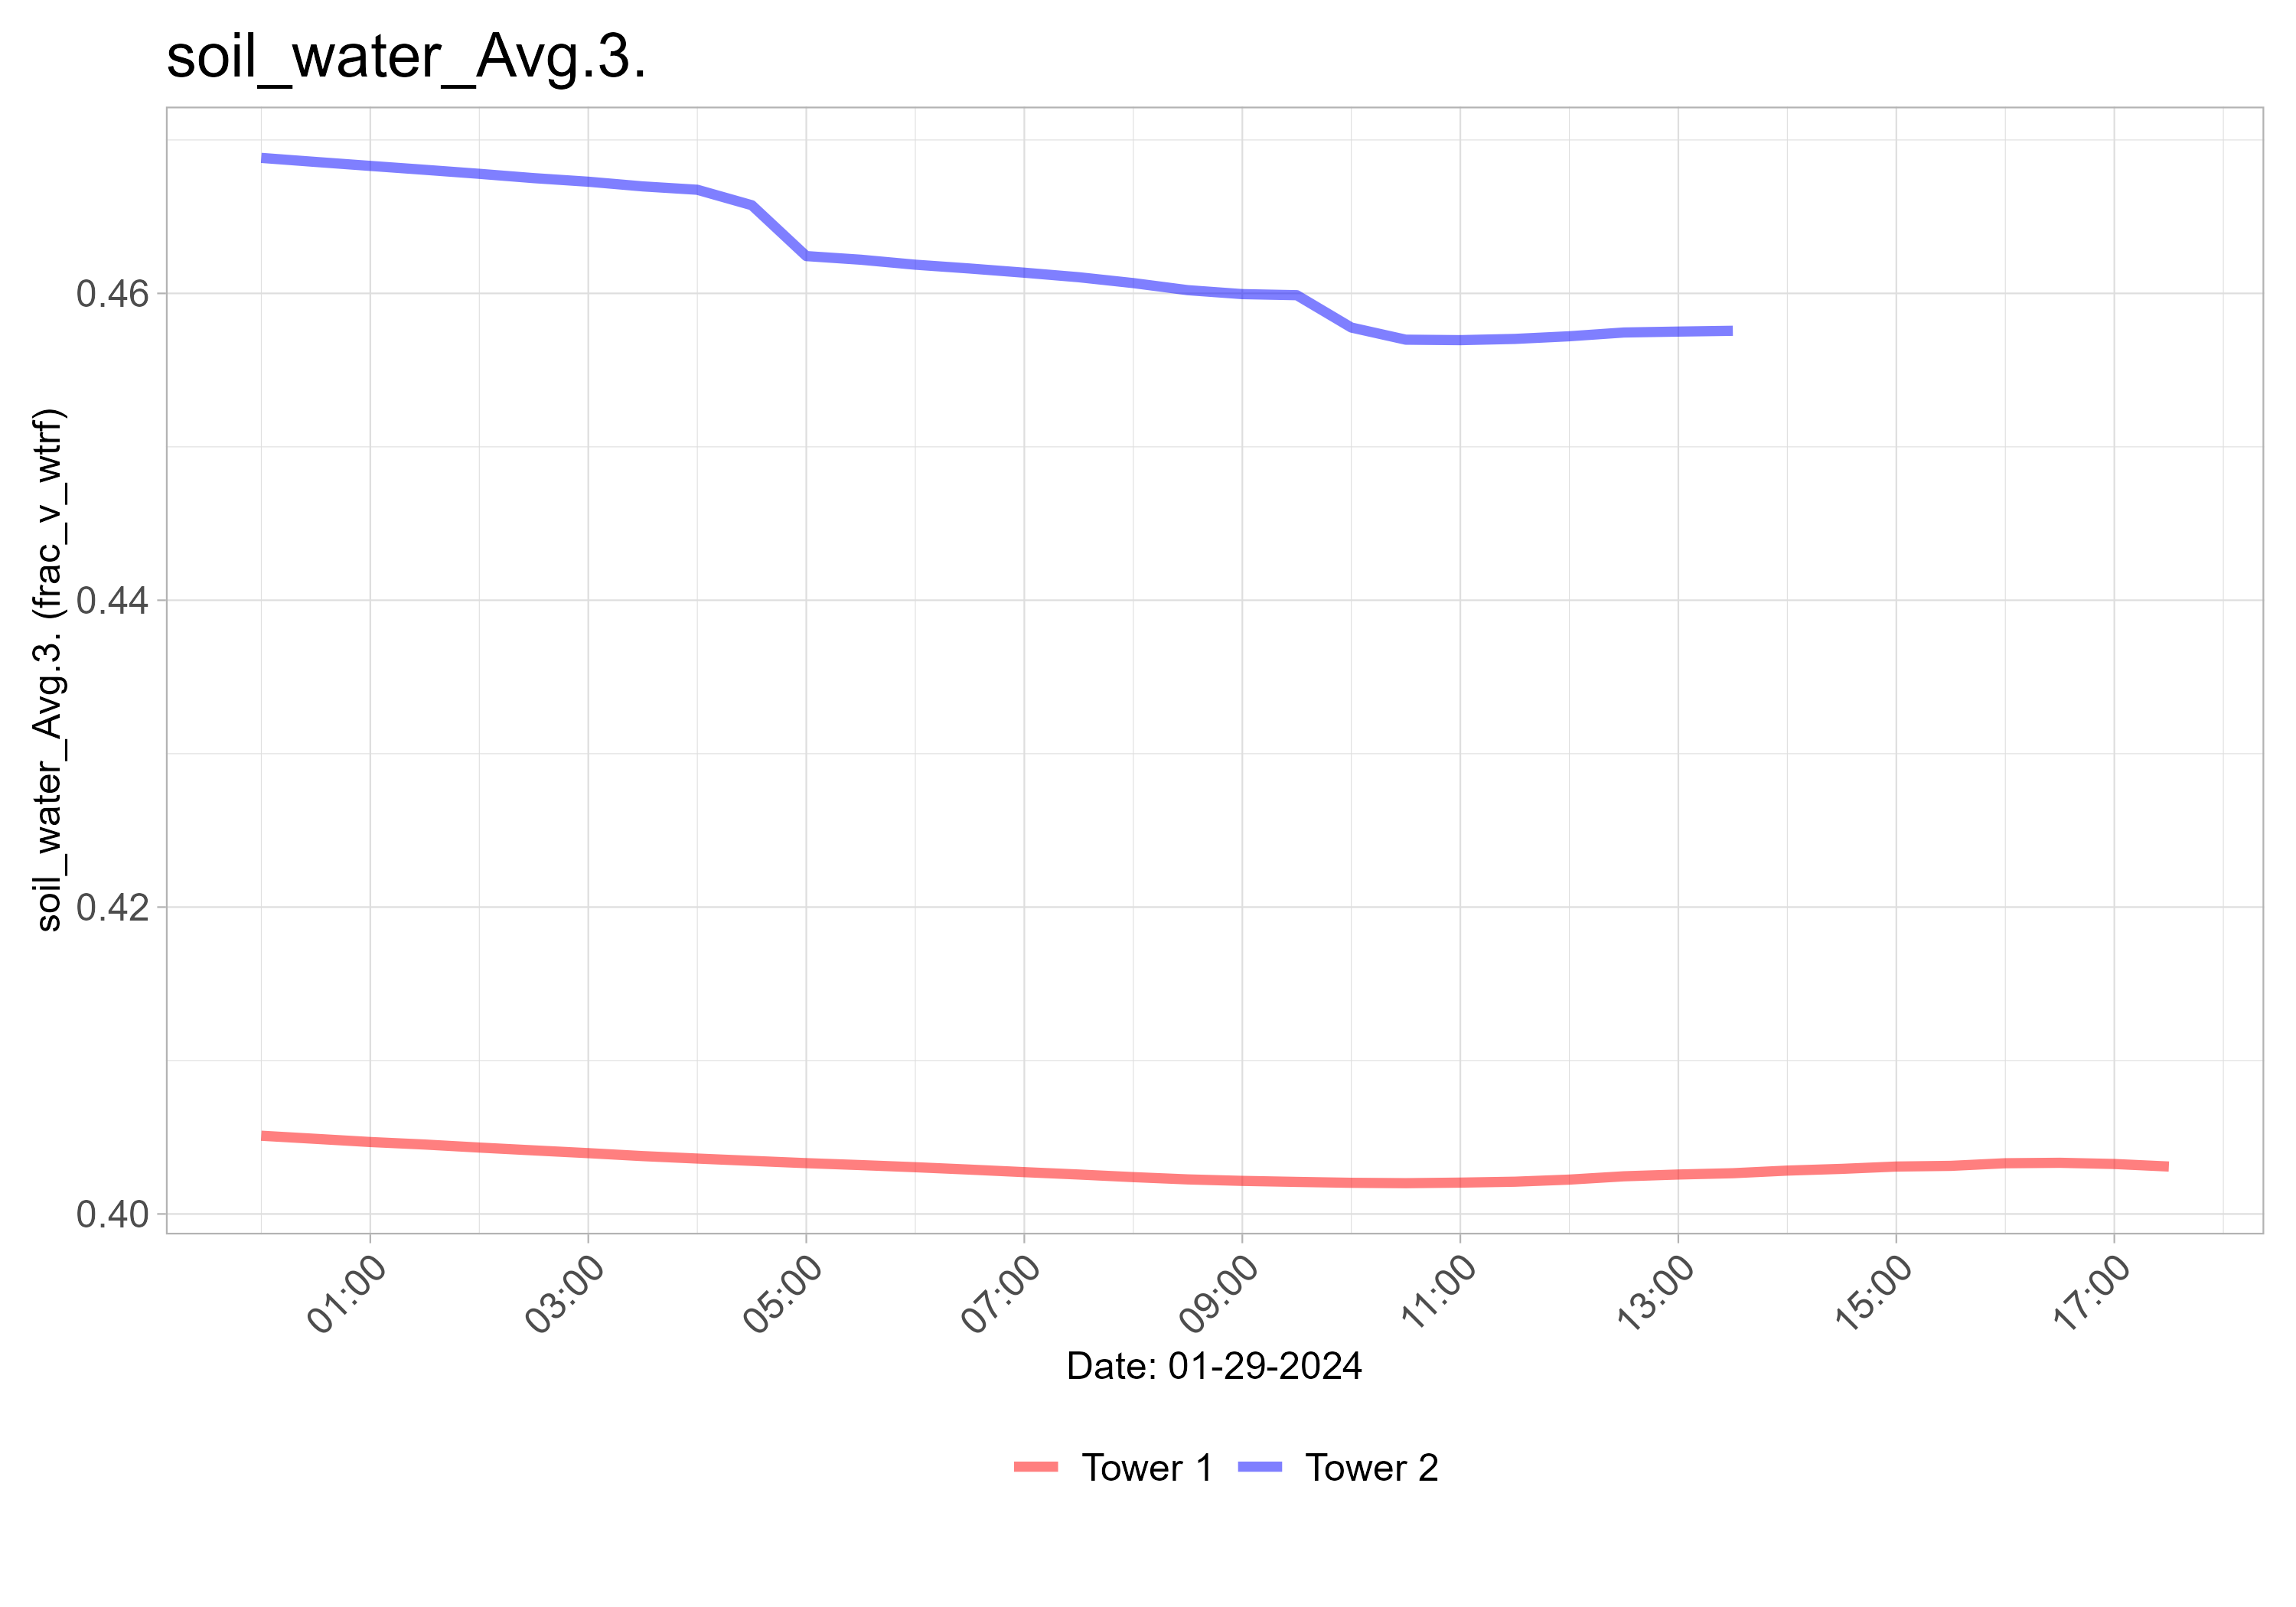 soil_water_Avg.3.
soil_water_Avg.3. (frac_v_wtrf)
0.46
0.44
0.42
0.40
01:00 03:00 05:00 07:00 09:00 11:00 13:00 15:00 17:00
Date: 01-29-2024
Tower 1 Tower 2